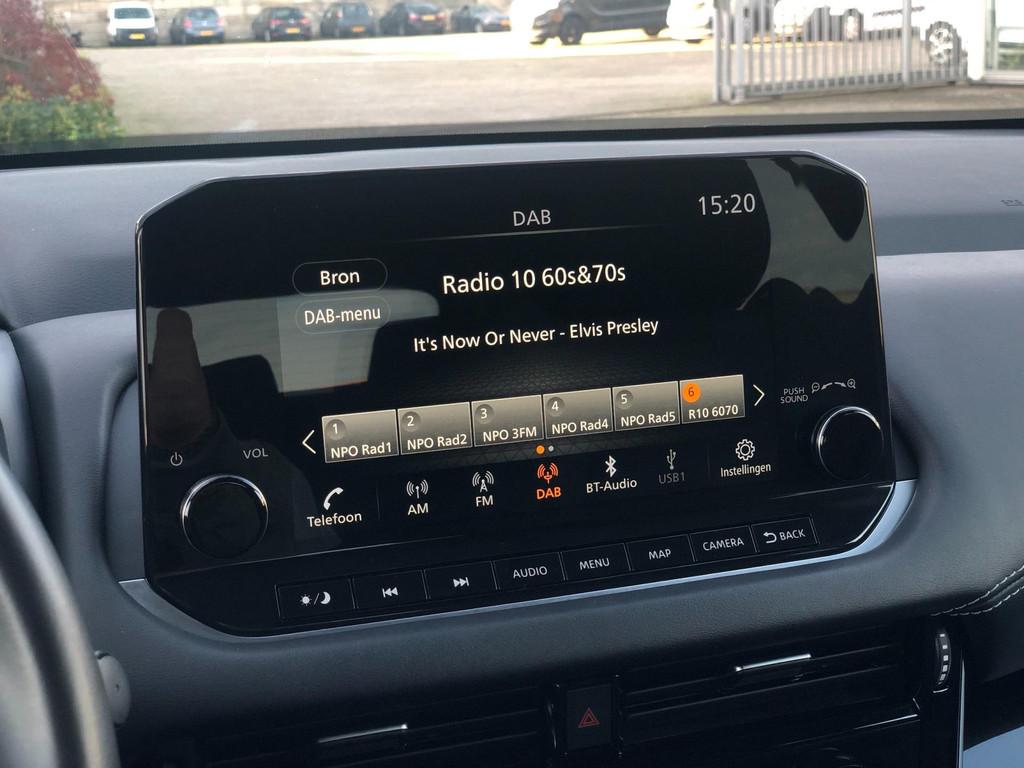 DAB
15:20
Bron
Radio 10 60s&70s
DAB-menu
It's Now Or Never - Elvis Presley
1 2 3 4 5 6
NPO Rad1 NPO Rad2 NPO 3FM NPO Rad4 NPO Rad5 R10 6070
PUSH
SOUND
VOL
Telefoon AM FM DAB BT-Audio USB1 Instellingen
AUDIO MENU MAP CAMERA BACK